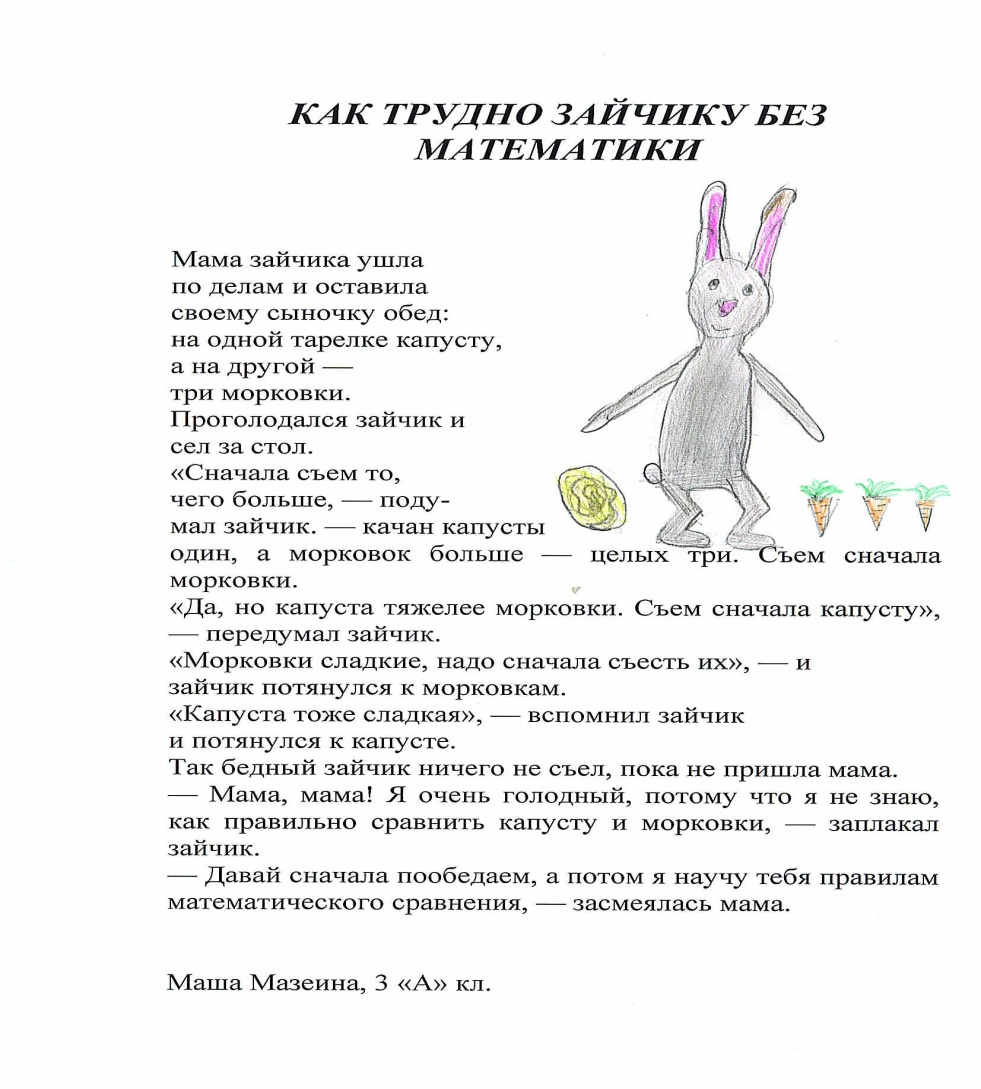 КАК ТРУДНО ЗАЙЧИКУ БЕЗ
МАТЕМАТИКИ
Мама зайчика ушла
по делам и оставила
своему сыночку обед:
на одной тарелке капусту,
а на другой —
три морковки.
Проголодался зайчик и
сел за стол.
«Сначала съем то,
чего больше, — поду-
мал зайчик. — качан капусты
один, а морковок больше — целых три. Съем сначала
морковки.
«Да, но капуста тяжелее морковки. Съем сначала капусту»,
— передумал зайчик.
«Морковки сладкие, надо сначала съесть их», — и
зайчик потянулся к морковкам.
«Капуста тоже сладкая», — вспомнил зайчик
и потянулся к капусте.
Так бедный зайчик ничего не съел, пока не пришла мама.
— Мама, мама! Я очень голодный, потому что я не знаю,
как правильно сравнить капусту и морковки, — заплакал
зайчик.
— Давай сначала пообедаем, а потом я научу тебя правилам
математического сравнения, — засмеялась мама.
Маша Мазеина, 3 «А» кл.